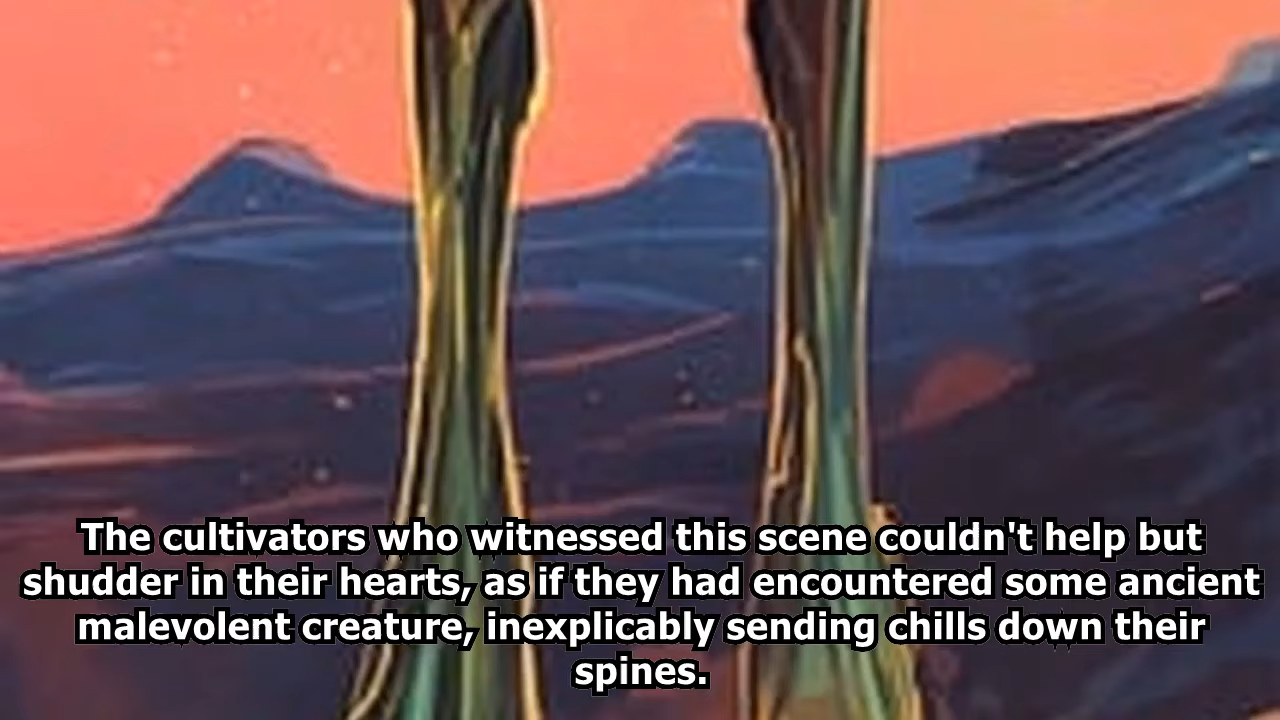 The cultivators who witnessed this scene couldn't help but
shudder in their hearts, as if they had encountered some ancient
malevolent creature, inexplicably sending chills down their
spines.